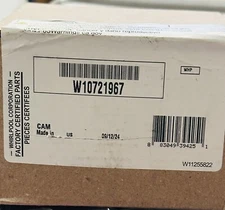 WHIRLPOOL CORPORATION
FACTORY CERTIFIED PARTS
PIECES CERTIFIEES
WHP
W10721967
CAM
Made in US 09/12/24
8 83049 39425 1
W11255822